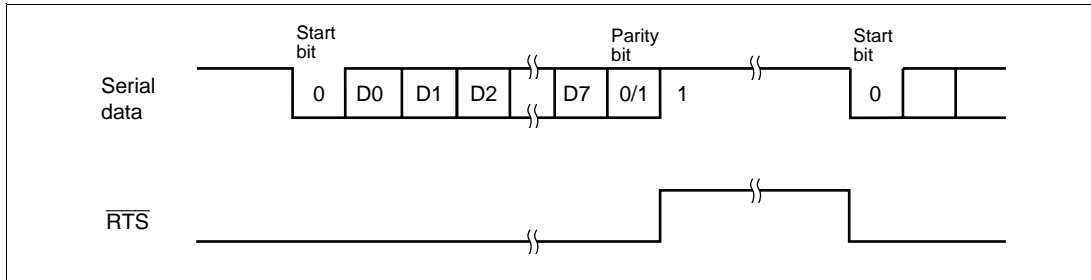 Start
bit
Parity
bit
Start
bit
Serial
data
0 D0 D1 D2 D7 0/1 1 0
RTS